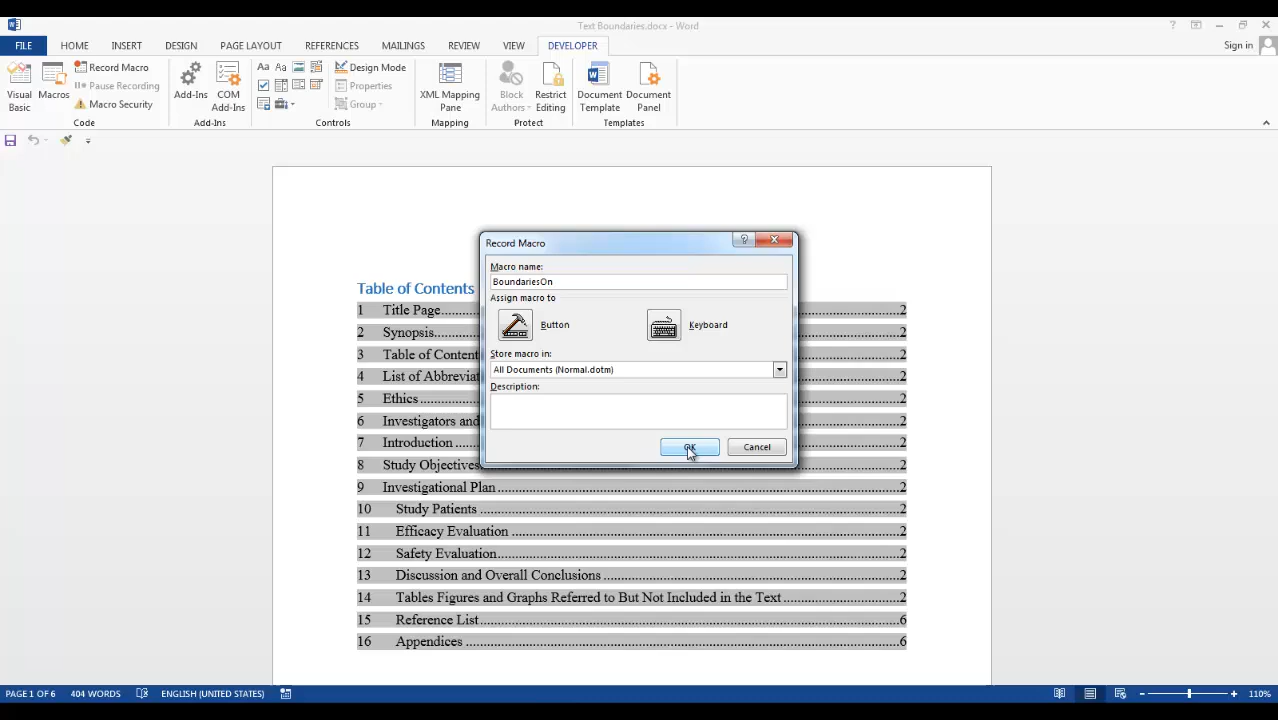 Text Boundaries.docx - Word
FILE HOME INSERT DESIGN PAGE LAYOUT REFERENCES MAILINGS REVIEW VIEW DEVELOPER Sign in
Visual Basic
Macros
Record Macro
Pause Recording
Macro Security
Code
Add-Ins
COM Add-Ins
Add-Ins
Aa Aa
Design Mode
Properties
Group
Controls
XML Mapping Pane
Mapping
Block Authors
Restrict Editing
Protect
Document Template
Document Panel
Templates
Record Macro
Macro name:
BoundariesOn
Assign macro to
Button
Keyboard
Store macro in:
All Documents (Normal.dotm)
Description:
OK Cancel
Table of Contents
1 Title Page 2
2 Synopsis 2
3 Table of Content 2
4 List of Abbreviat 2
5 Ethics 2
6 Investigators and 2
7 Introduction 2
8 Study Objectives 2
9 Investigational Plan 2
10 Study Patients 2
11 Efficacy Evaluation 2
12 Safety Evaluation 2
13 Discussion and Overall Conclusions 2
14 Tables Figures and Graphs Referred to But Not Included in the Text 2
15 Reference List 6
16 Appendices 6
PAGE 1 OF 6 404 WORDS ENGLISH (UNITED STATES) 110%